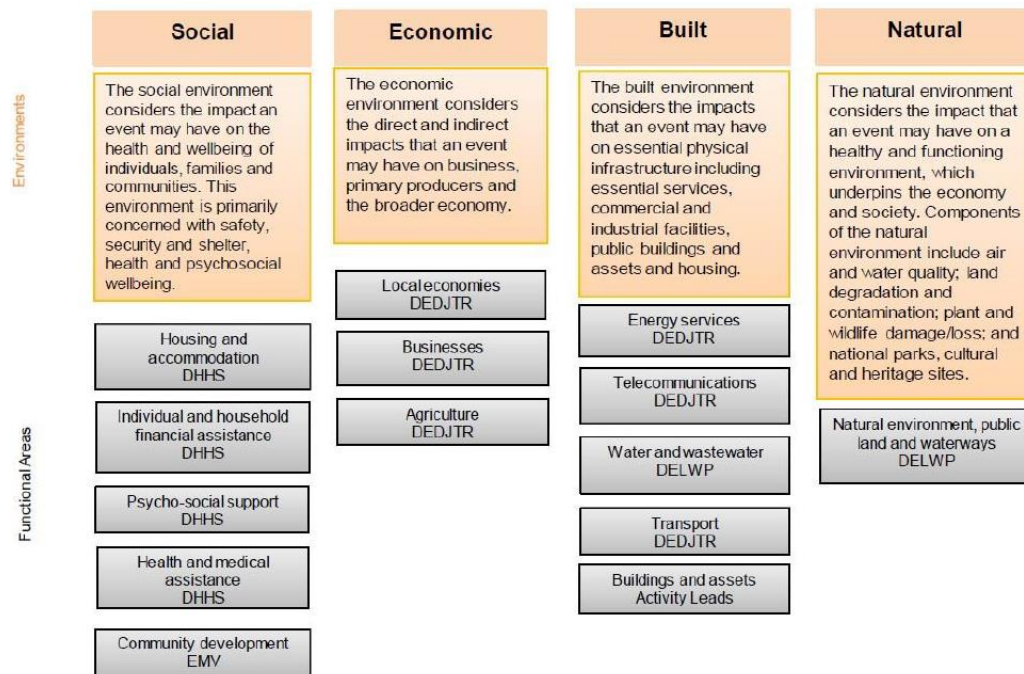 Social
Economic
Built
Natural
Environments
The social environment
considers the impact an
event may have on the
health and wellbeing of
individuals, families and
communities. This
environment is primarily
concerned with safety,
security and shelter,
health and psychosocial
wellbeing.
The economic
environment considers
the direct and indirect
impacts that an event
may have on business,
primary producers and
the broader economy.
The built environment
considers the impacts
that an event may have
on essential physical
infrastructure including
essential services,
commercial and
industrial facilities,
public buildings and
assets and housing.
The natural environment
considers the impact that
an event may have on a
healthy and functioning
environment, which
underpins the economy
and society. Components
of the natural
environment include air
and water quality; land
degradation and
contamination; plant and
wildlife damage/loss; and
national parks, cultural
and heritage sites.
Functional Areas
Housing and
accommodation
DHHS
Individual and household
financial assistance
DHHS
Psycho-social support
DHHS
Health and medical
assistance
DHHS
Community development
EMV
Local economies
DEDJTR
Businesses
DEDJTR
Agriculture
DEDJTR
Energy services
DEDJTR
Telecommunications
DEDJTR
Water and wastewater
DELWP
Transport
DEDJTR
Buildings and assets
Activity Leads
Natural environment, public
land and waterways
DELWP